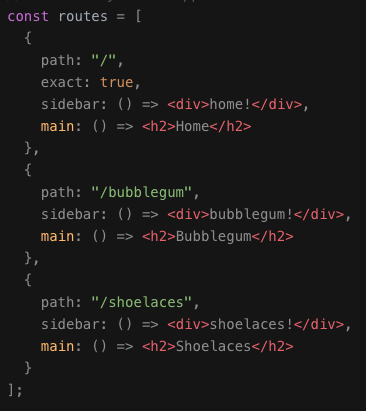 const routes = [
  {
    path: "/",
    exact: true,
    sidebar: () => <div>home!</div>,
    main: () => <h2>Home</h2>
  },
  {
    path: "/bubblegum",
    sidebar: () => <div>bubblegum!</div>,
    main: () => <h2>Bubblegum</h2>
  },
  {
    path: "/shoelaces",
    sidebar: () => <div>shoelaces!</div>,
    main: () => <h2>Shoelaces</h2>
  }
];